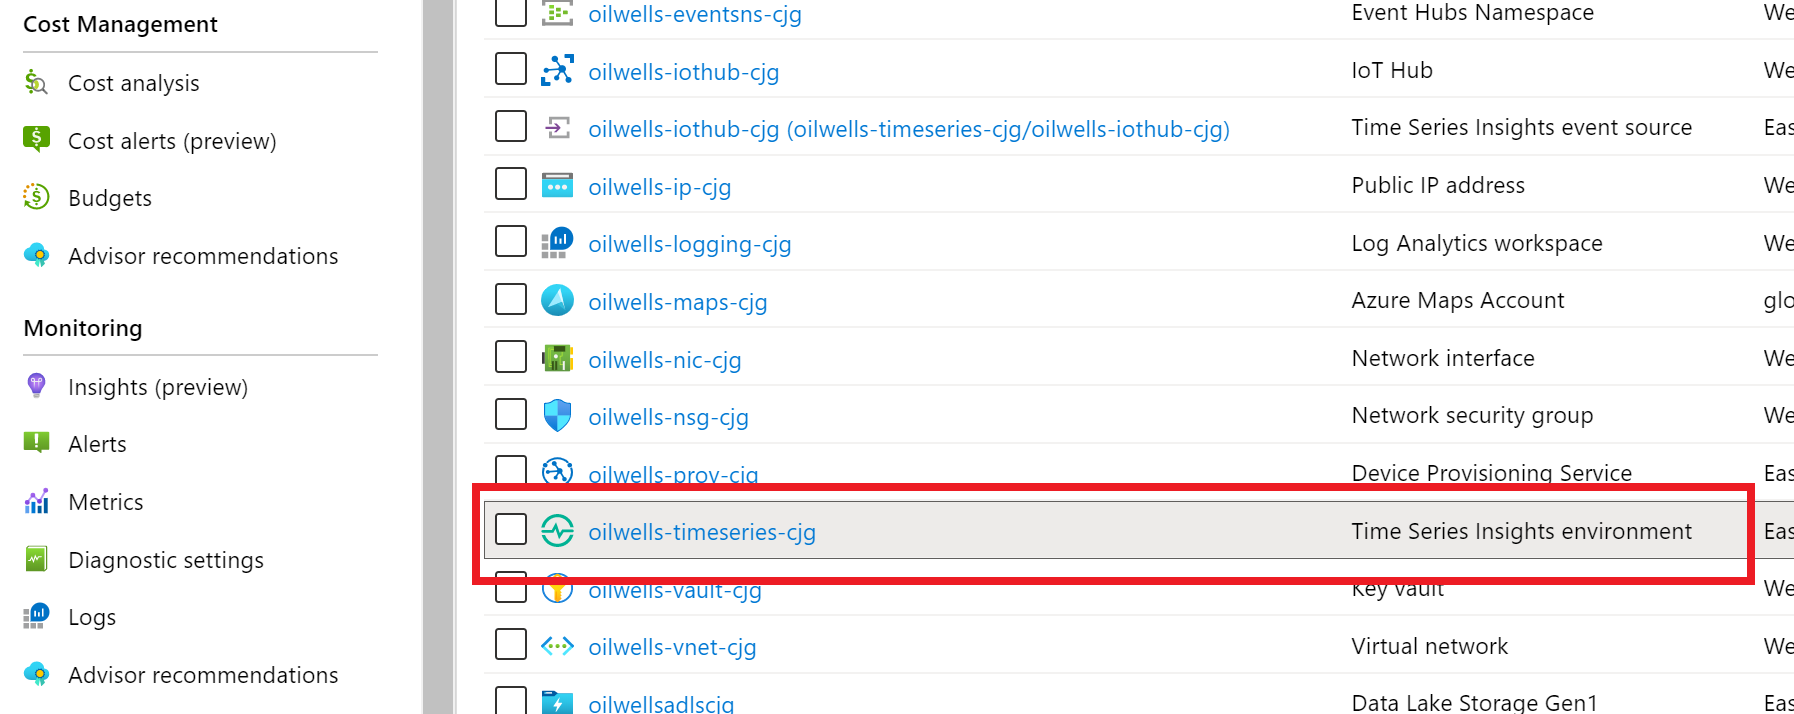 Cost Management
Cost analysis
Cost alerts (preview)
Budgets
Advisor recommendations
Monitoring
Insights (preview)
Alerts
Metrics
Diagnostic settings
Logs
Advisor recommendations
oilwells-eventsns-cjg Event Hubs Namespace We
oilwells-iothub-cjg IoT Hub We
oilwells-iothub-cjg (oilwells-timeseries-cjg/oilwells-iothub-cjg) Time Series Insights event source Eas
oilwells-ip-cjg Public IP address We
oilwells-logging-cjg Log Analytics workspace We
oilwells-maps-cjg Azure Maps Account glo
oilwells-nic-cjg Network interface We
oilwells-nsg-cjg Network security group We
oilwells-prov-cjg Device Provisioning Service Eas
oilwells-timeseries-cjg Time Series Insights environment Eas
oilwells-vault-cjg Key vault We
oilwells-vnet-cjg Virtual network We
oilwellsadlscjg Data Lake Storage Gen1 Eas